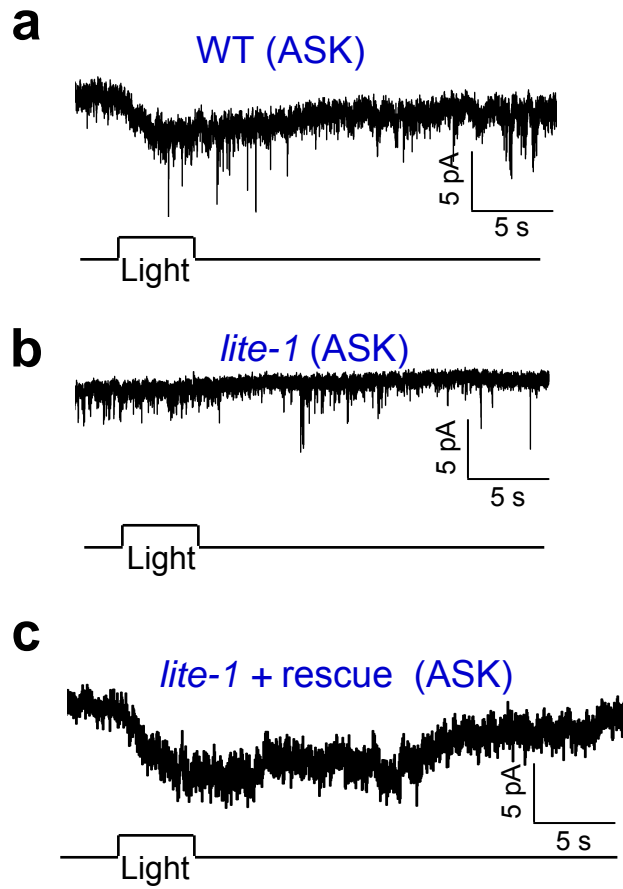 a
WT (ASK)
5 pA
5 s
Light
b
lite-1 (ASK)
5 pA
5 s
Light
c
lite-1 + rescue (ASK)
5 pA
5 s
Light